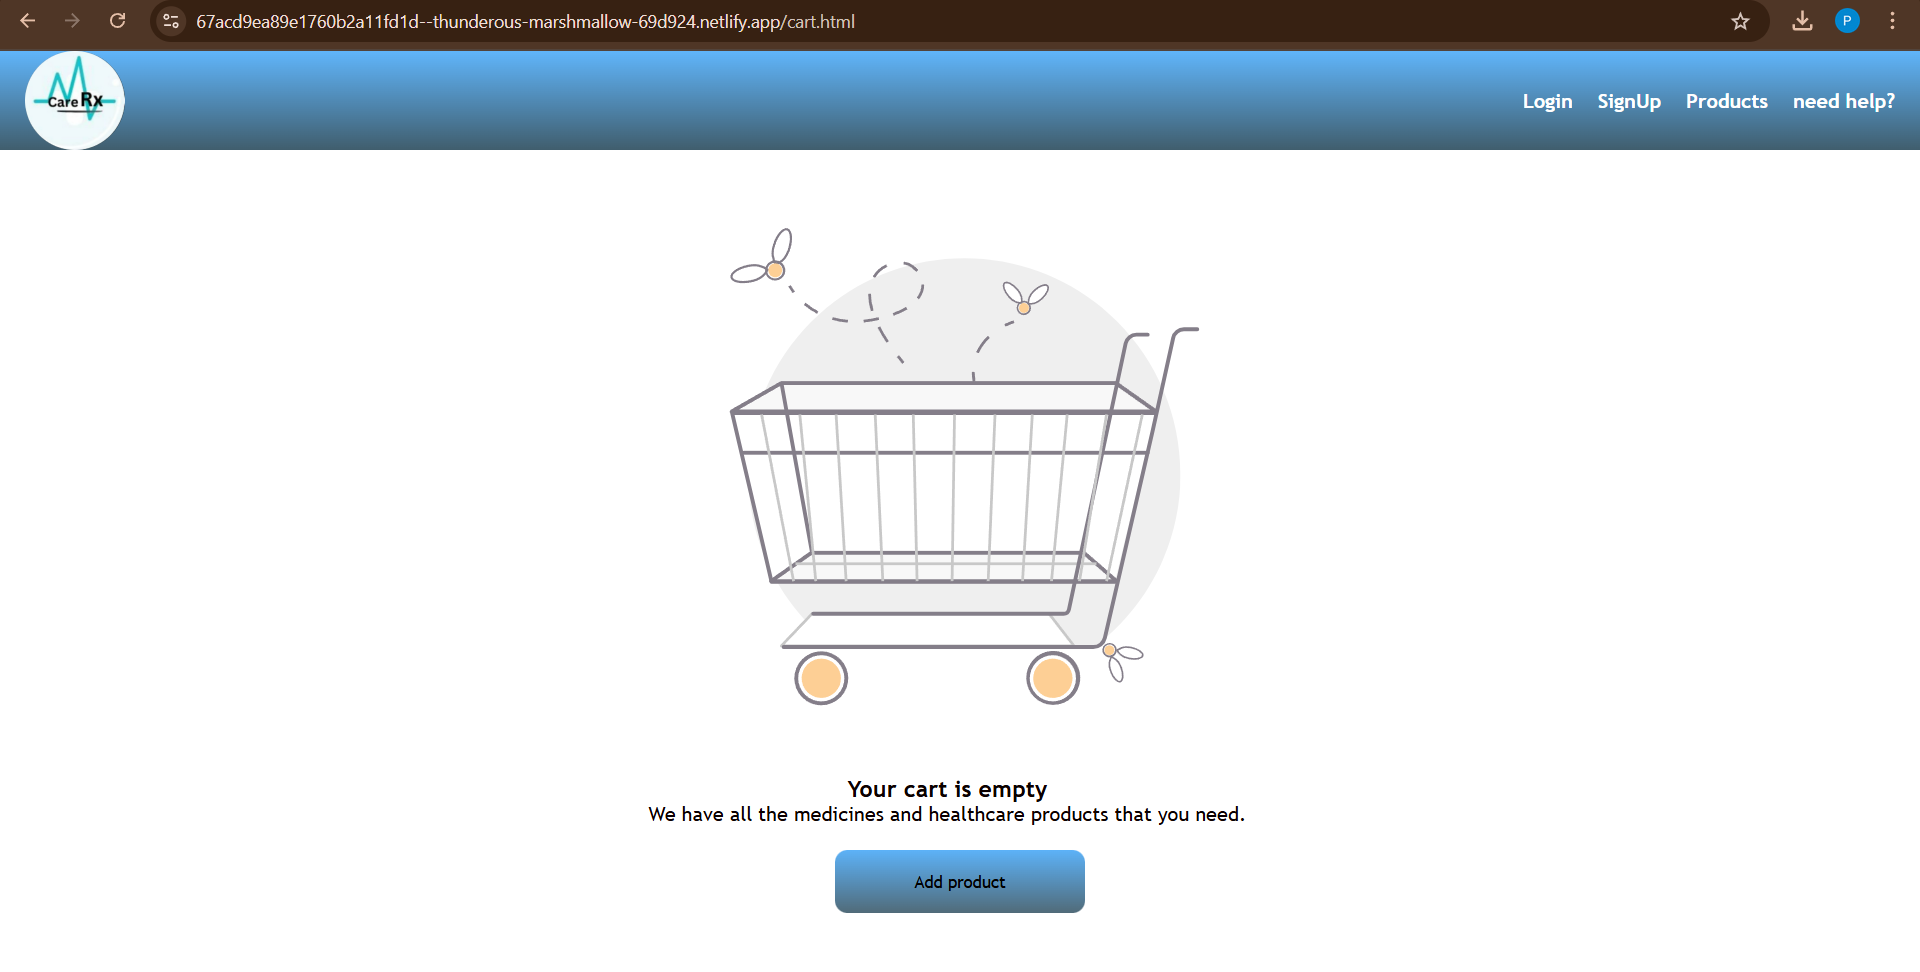 67acd9ea89e1760b2a11fd1d--thunderous-marshmallow-69d924.netlify.app/cart.html
P
Care Rx
Login SignUp Products need help?
Your cart is empty
We have all the medicines and healthcare products that you need.
Add product